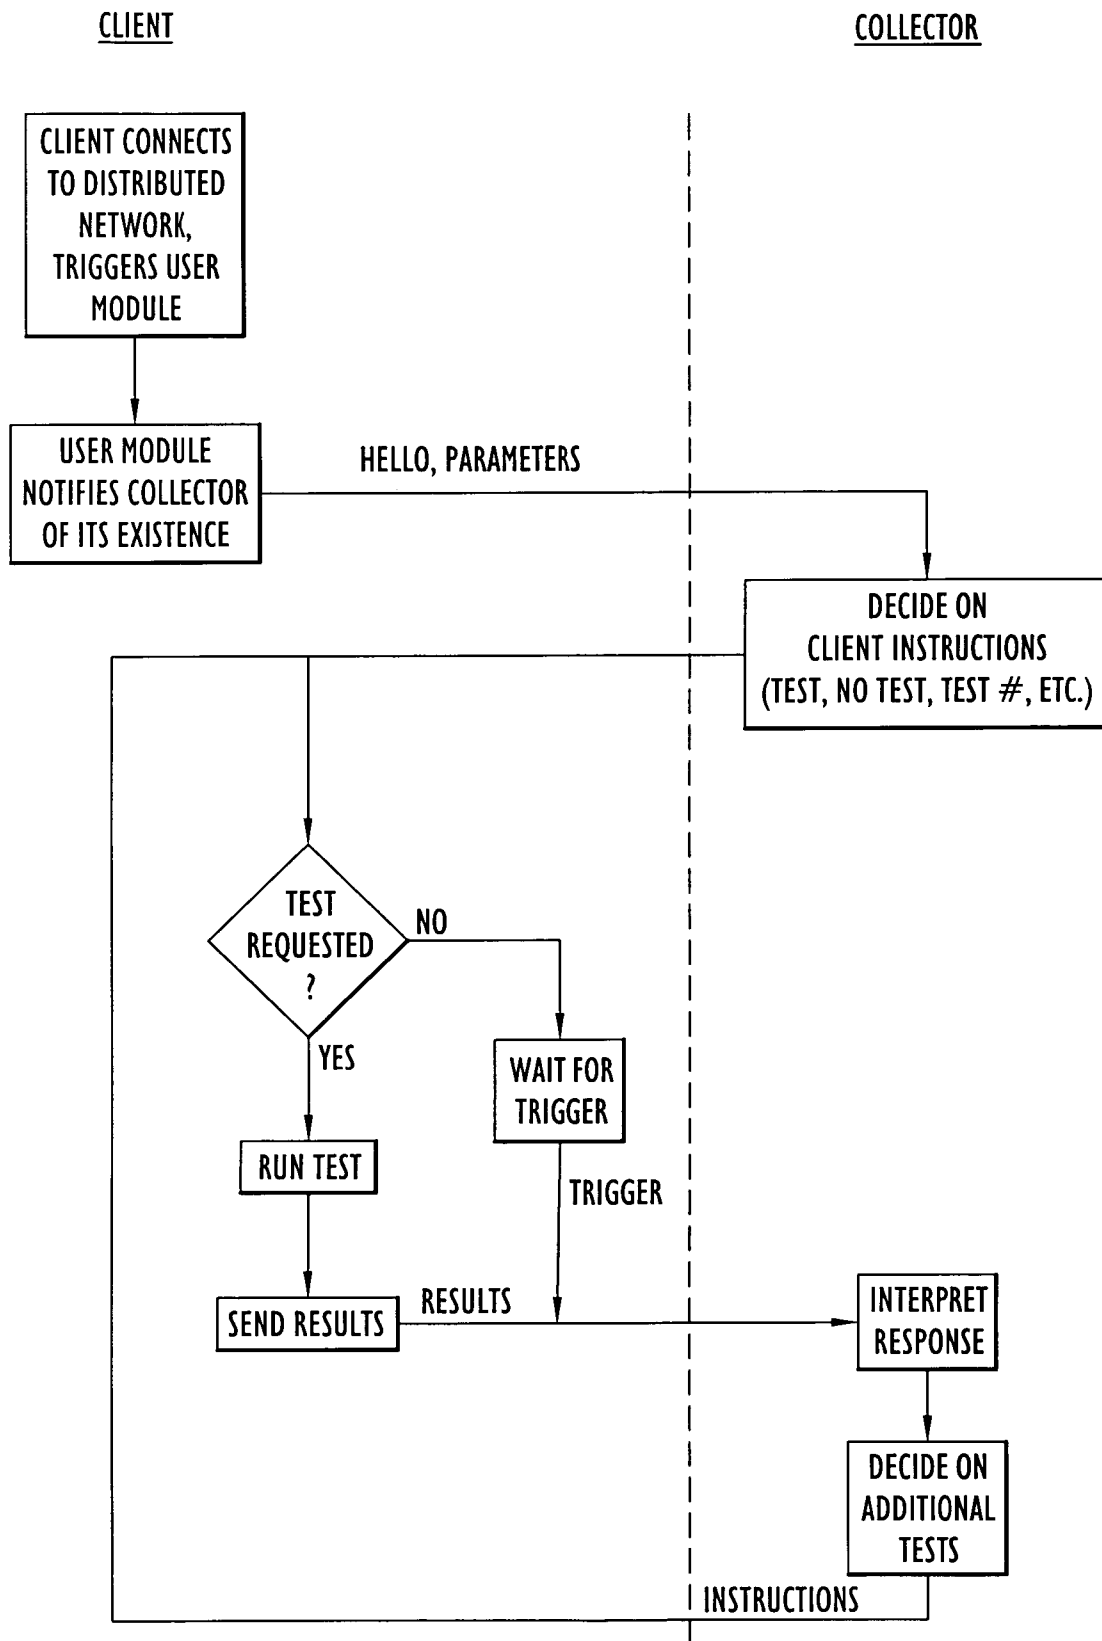 CLIENT
COLLECTOR
CLIENT CONNECTS
TO DISTRIBUTED
NETWORK,
TRIGGERS USER
MODULE
USER MODULE
NOTIFIES COLLECTOR
OF ITS EXISTENCE
HELLO, PARAMETERS
DECIDE ON
CLIENT INSTRUCTIONS
(TEST, NO TEST, TEST #, ETC.)
TEST
REQUESTED
?
NO
YES
WAIT FOR
TRIGGER
RUN TEST
TRIGGER
SEND RESULTS
RESULTS
INTERPRET
RESPONSE
DECIDE ON
ADDITIONAL
TESTS
INSTRUCTIONS